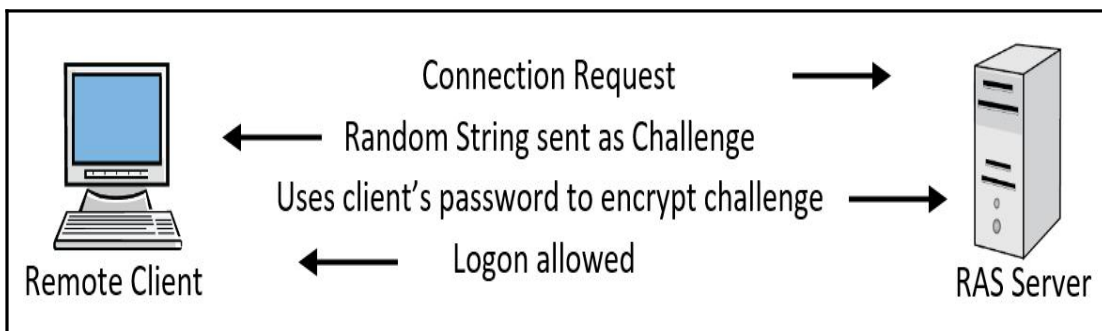 Connection Request
Random String sent as Challenge
Uses client's password to encrypt challenge
Logon allowed
Remote Client
RAS Server